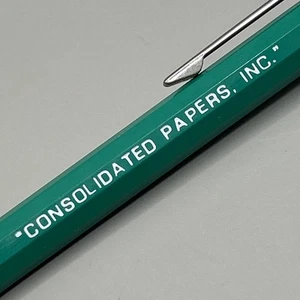 "CONSOLIDATED PAPERS, INC."